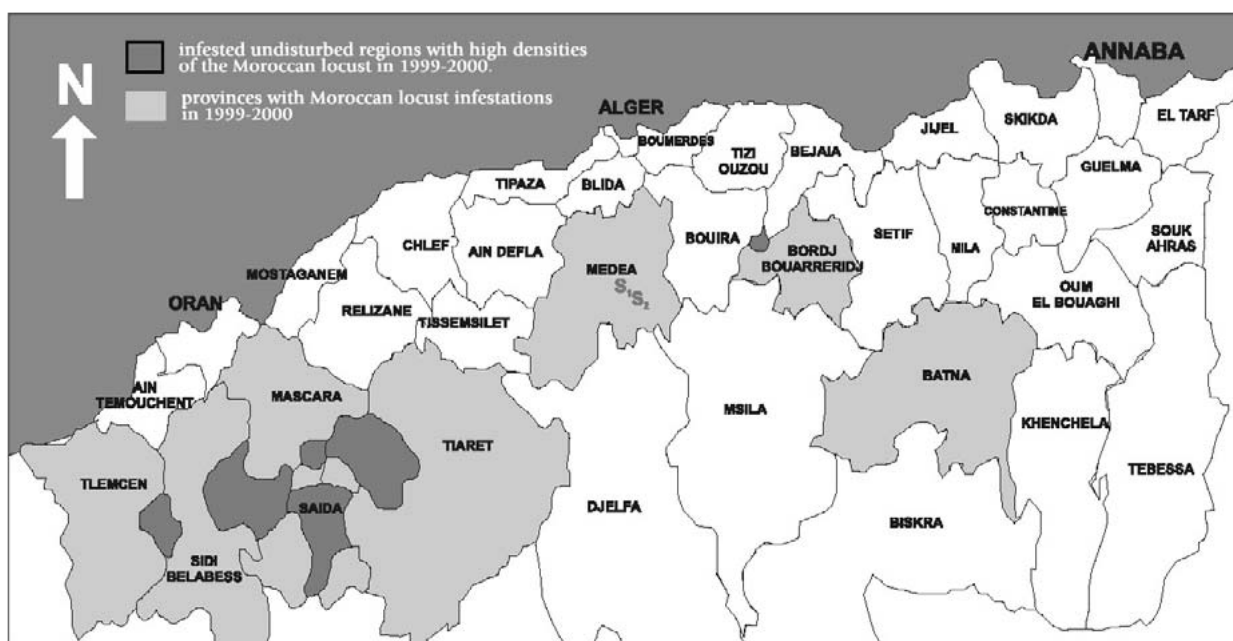 infested undisturbed regions with high densities
of the Moroccan locust in 1999-2000.
provinces with Moroccan locust infestations
in 1999-2000
N
ANNABA
ALGER
ORAN
BOUMERDES
TIZI
OUZOU
BEJAIA
JIJEL
SKIKDA
EL TARF
GUELMA
TIPAZA
BLIDA
CONSTANTINE
SOUK
AHRAS
CHLEF
AIN DEFLA
MEDEA
S1S2
BOUIRA
BORDJ
BOUARRERIDJ
SETIF
MILA
OUM
EL BOUAGHI
MOSTAGANEM
RELIZANE
TISSEMSILET
AIN
TEMOUCHENT
MASCARA
TIARET
MSILA
BATNA
KHENCHELA
TEBESSA
TLEMCEN
SAIDA
DJELFA
BISKRA
SIDI
BELABESS